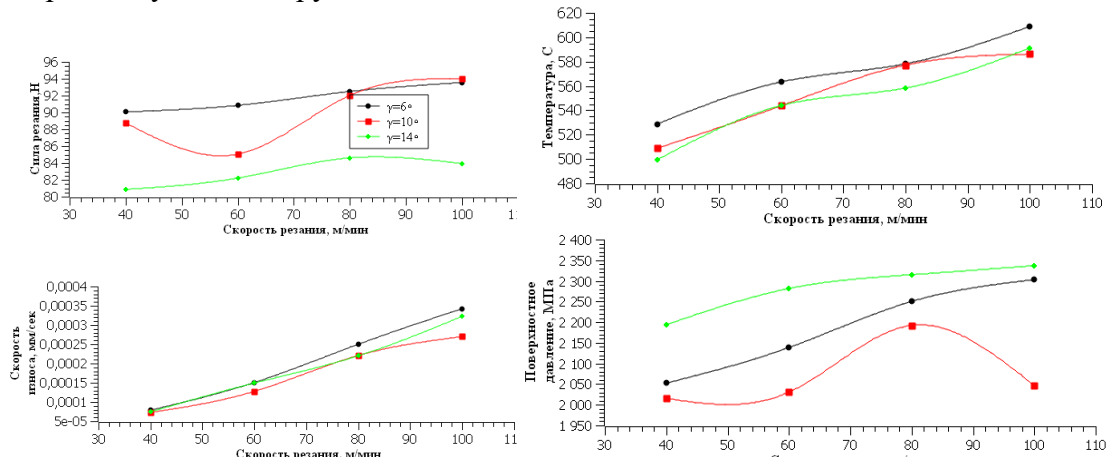 Сила резания,Н
96
94
92
90
88
86
84
82
80
γ=6°
γ=10°
γ=14°
30 40 50 60 70 80 90 100
Скорость резания, м/мин
Температура, С
620
600
580
560
540
520
500
480
30 40 50 60 70 80 90 100 110
Скорость резания, м/мин
Скорость
износа, мм/сек
0,0004
0,00035
0,0003
0,00025
0,0002
0,00015
0,0001
5e-05
30 40 50 60 70 80 90 100 110
Скорость резания, м/мин
Поверхностное
давление, МПа
2 400
2 350
2 300
2 250
2 200
2 150
2 100
2 050
2 000
1 950
30 40 50 60 70 80 90 100 110